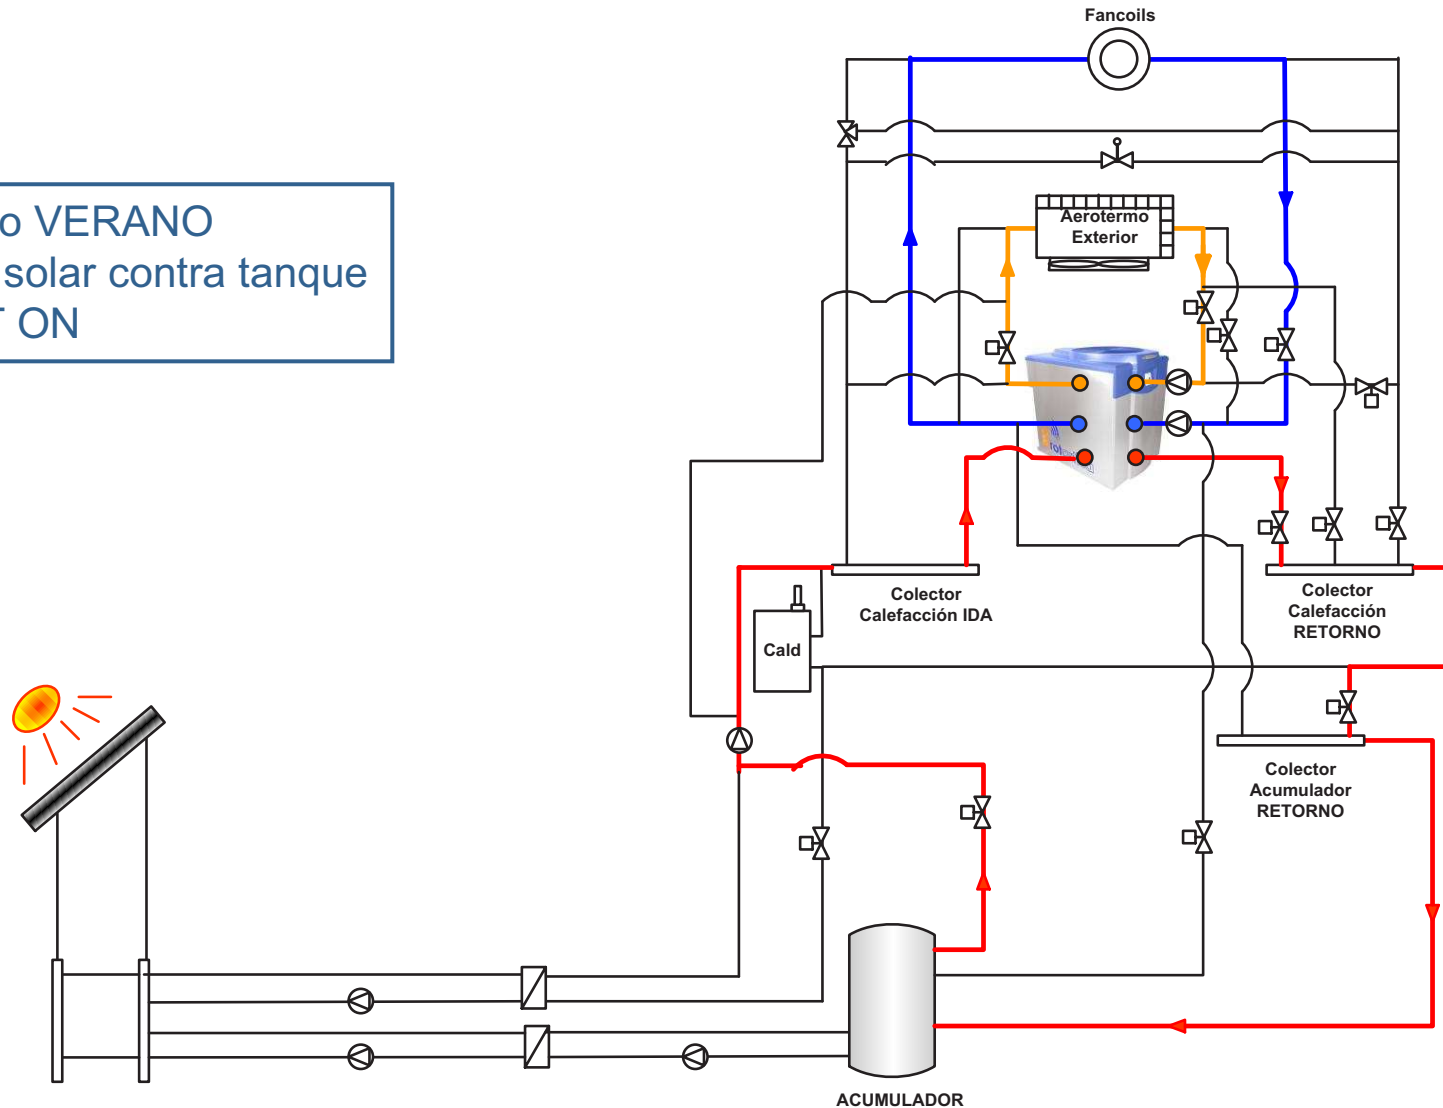 Fancoils
o VERANO
solar contra tanque
ON
Aerotermo
Exterior
Colector
Calefacción IDA
Colector
Calefacción
RETORNO
Cald
Colector
Acumulador
RETORNO
ACUMULADOR